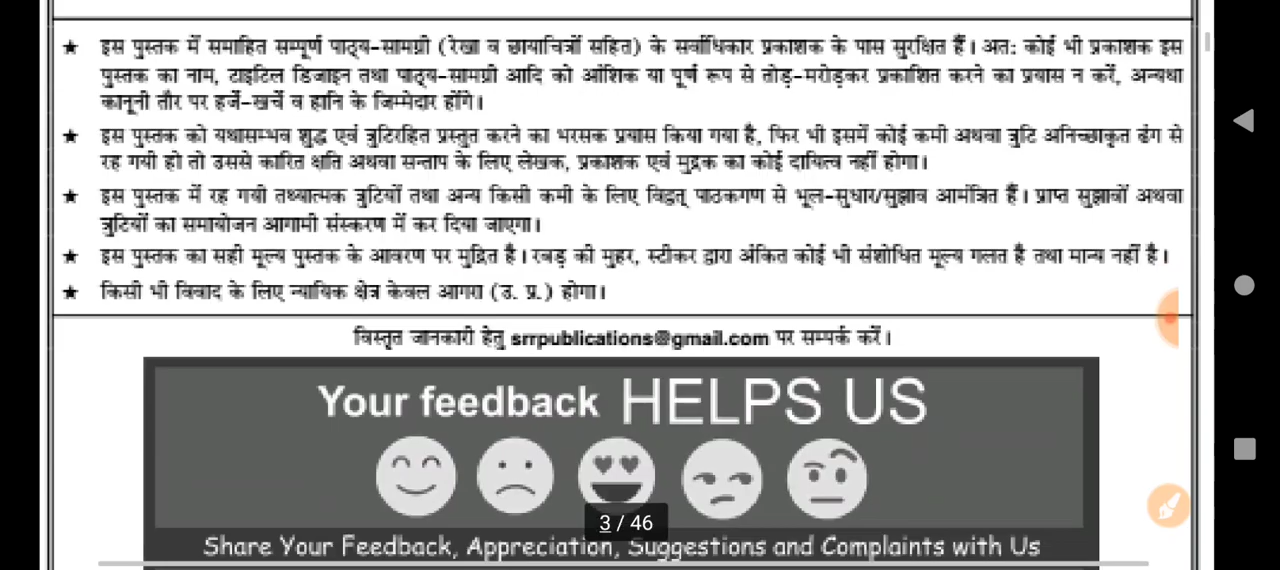 ★ इस पुस्तक में समाहित सम्पूर्ण पाठ्य-सामग्री (रेखा व छायाचित्रों सहित) के सर्वाधिकार प्रकाशक के पास सुरक्षित हैं। अत: कोई भी प्रकाशक इस
पुस्तक का नाम, टाइटिल डिजाइन तथा पाठ्य-सामग्री आदि को आंशिक या पूर्ण रूप से तोड़-मरोड़कर प्रकाशित करने का प्रयास न करें, अन्यथा
कानूनी तौर पर हर्जे-खर्चे व हानि के जिम्मेदार होंगे।
★ इस पुस्तक को यथासम्भव शुद्ध एवं त्रुटिरहित प्रस्तुत करने का भरसक प्रयास किया गया है, फिर भी इसमें कोई कमी अथवा त्रुटि अनिच्छाकृत ढंग से
रह गयी हो तो उससे कारित क्षति अथवा सन्ताप के लिए लेखक, प्रकाशक एवं मुद्रक का कोई दायित्व नहीं होगा।
★ इस पुस्तक में रह गयी तथ्यात्मक त्रुटियों तथा अन्य किसी कमी के लिए विद्वत् पाठकगण से भूल-सुधार/सुझाव आमंत्रित हैं। प्राप्त सुझावों अथवा
त्रुटियों का समायोजन आगामी संस्करण में कर दिया जाएगा।
★ इस पुस्तक का सही मूल्य पुस्तक के आवरण पर मुद्रित है। रबड़ की मुहर, स्टीकर द्वारा अंकित कोई भी संशोधित मूल्य गलत है तथा मान्य नहीं है।
★ किसी भी विवाद के लिए न्यायिक क्षेत्र केवल आगरा (उ. प्र.) होगा।
विस्तृत जानकारी हेतु srrpublications@gmail.com पर सम्पर्क करें।
Your feedback HELPS US
3 / 46
Share Your Feedback, Appreciation, Suggestions and Complaints with Us